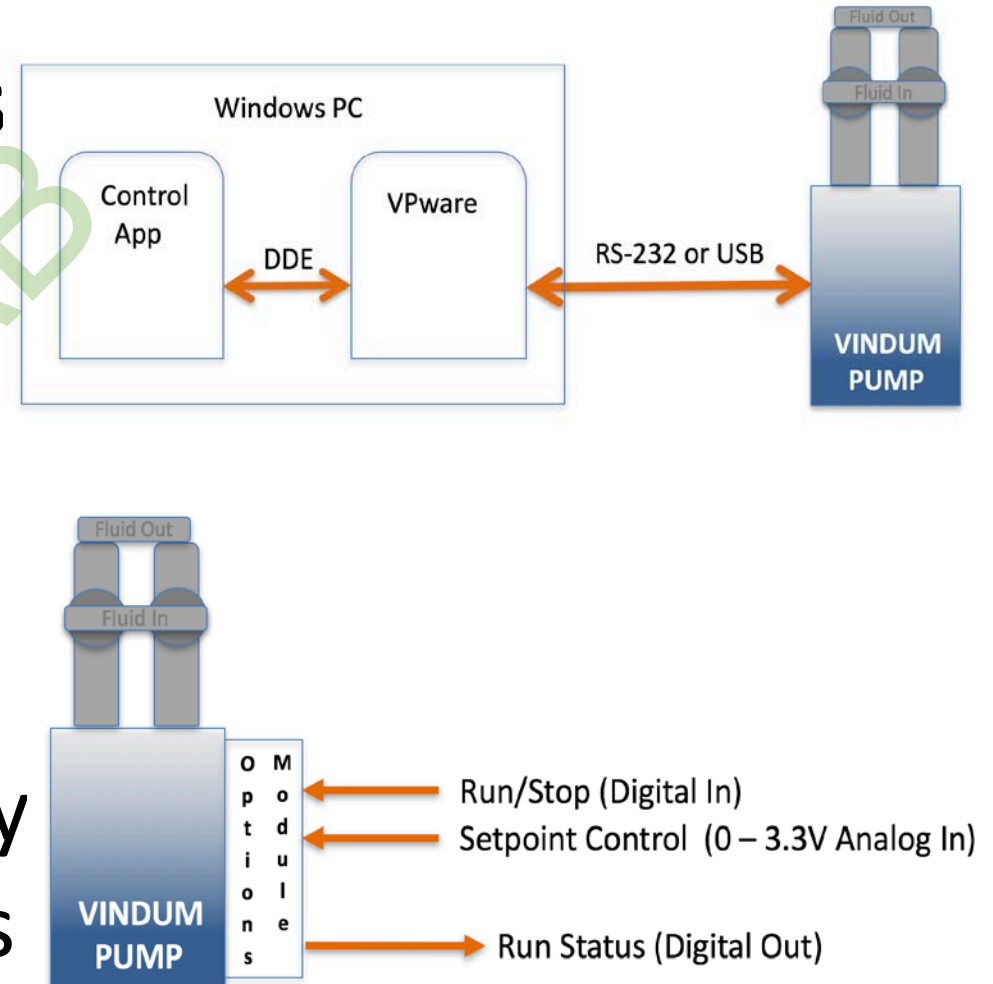 Fluid Out
Fluid In
Windows PC
Control
App
DDE
VPware
RS-232 or USB
VINDUM
PUMP
Fluid Out
Fluid In
Options
Module
VINDUM
PUMP
Run/Stop (Digital In)
Setpoint Control (0 – 3.3V Analog In)
Run Status (Digital Out)